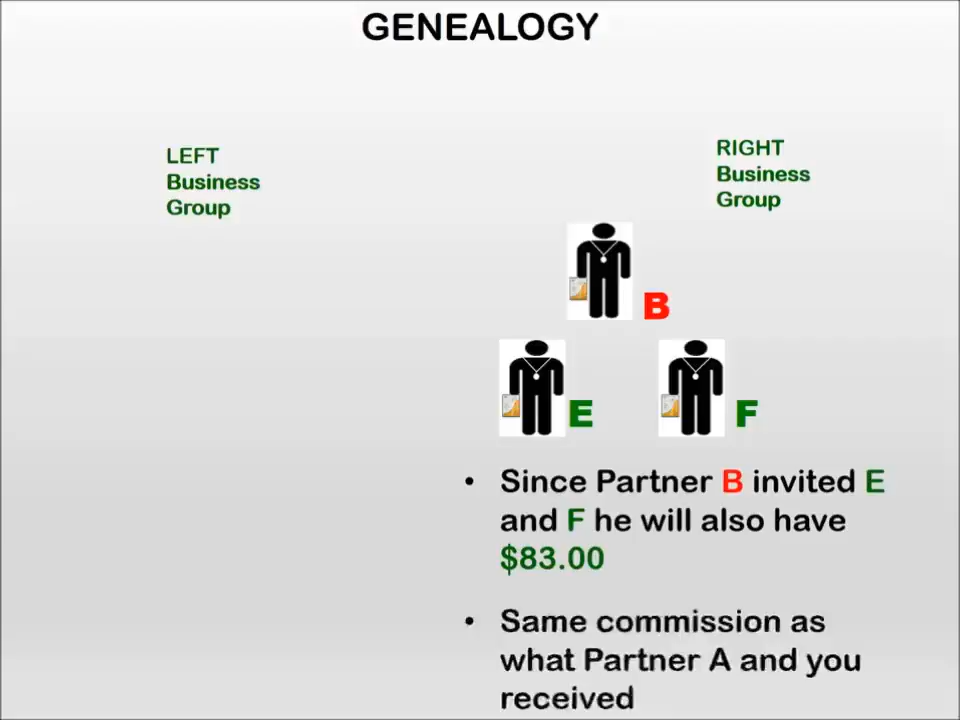 GENEALOGY
LEFT
Business
Group
RIGHT
Business
Group
B
E
F
• Since Partner B invited E
and F he will also have
$83.00
• Same commission as
what Partner A and you
received